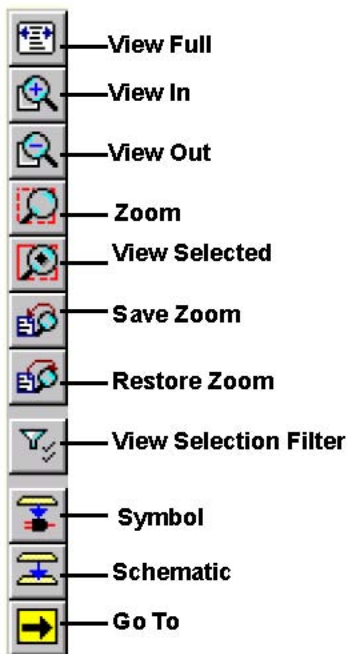 View Full
View In
View Out
Zoom
View Selected
Save Zoom
Restore Zoom
View Selection Filter
Symbol
Schematic
Go To